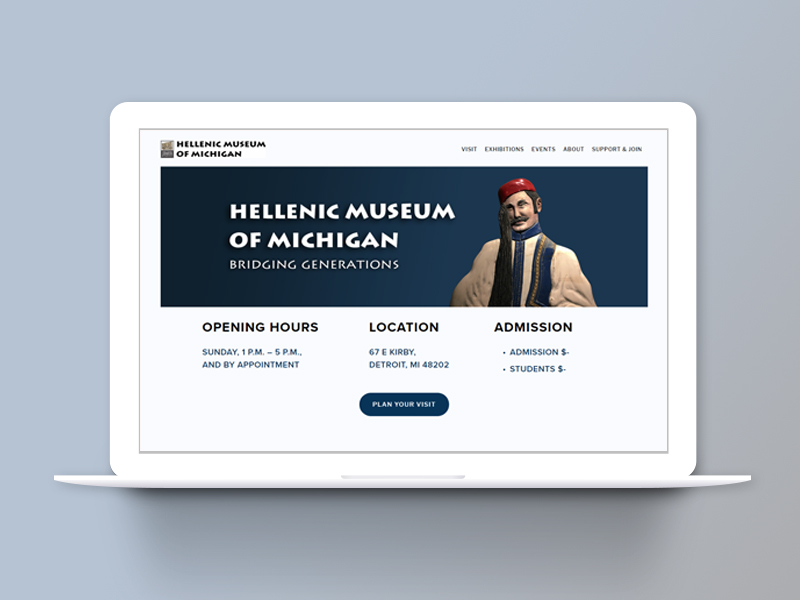 HELLENIC MUSEUM
OF MICHIGAN
VISIT EXHIBITIONS EVENTS ABOUT SUPPORT & JOIN
HELLENIC MUSEUM
OF MICHIGAN
BRIDGING GENERATIONS
OPENING HOURS
SUNDAY, 1 P.M. – 5 P.M.,
AND BY APPOINTMENT
LOCATION
67 E KIRBY,
DETROIT, MI 48202
ADMISSION
• ADMISSION $-
• STUDENTS $-
PLAN YOUR VISIT